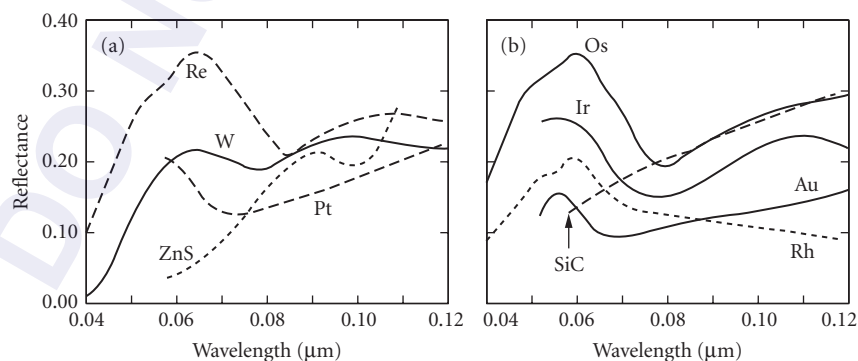 DO NO
(a)
Re
W
Pt
ZnS
Reflectance
0.40
0.30
0.20
0.10
0.00
0.04
0.06
0.08
0.10
0.12
Wavelength (μm)
(b)
Os
Ir
Au
SiC
Rh
0.04
0.06
0.08
0.10
0.12
Wavelength (μm)